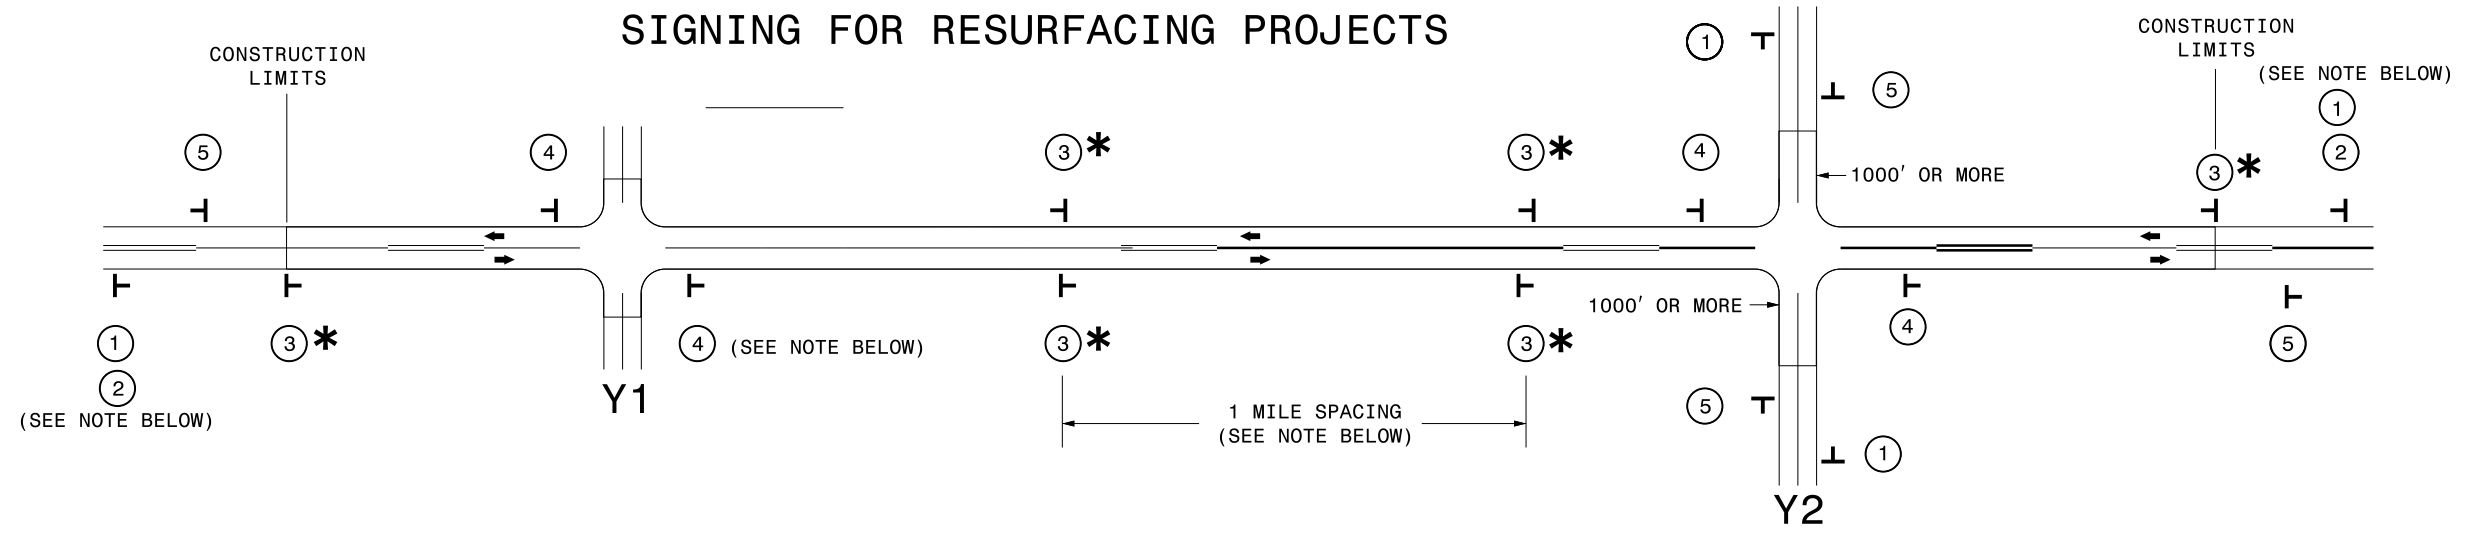 SIGNING FOR RESURFACING PROJECTS
CONSTRUCTION
LIMITS
CONSTRUCTION
LIMITS
(SEE NOTE BELOW)
1
5
1
5
4
3*
3*
4
3*
2
1000' OR MORE
1000' OR MORE
1
2
(SEE NOTE BELOW)
3*
4 (SEE NOTE BELOW)
3*
3*
4
5
Y1
1 MILE SPACING
(SEE NOTE BELOW)
5
1
Y2